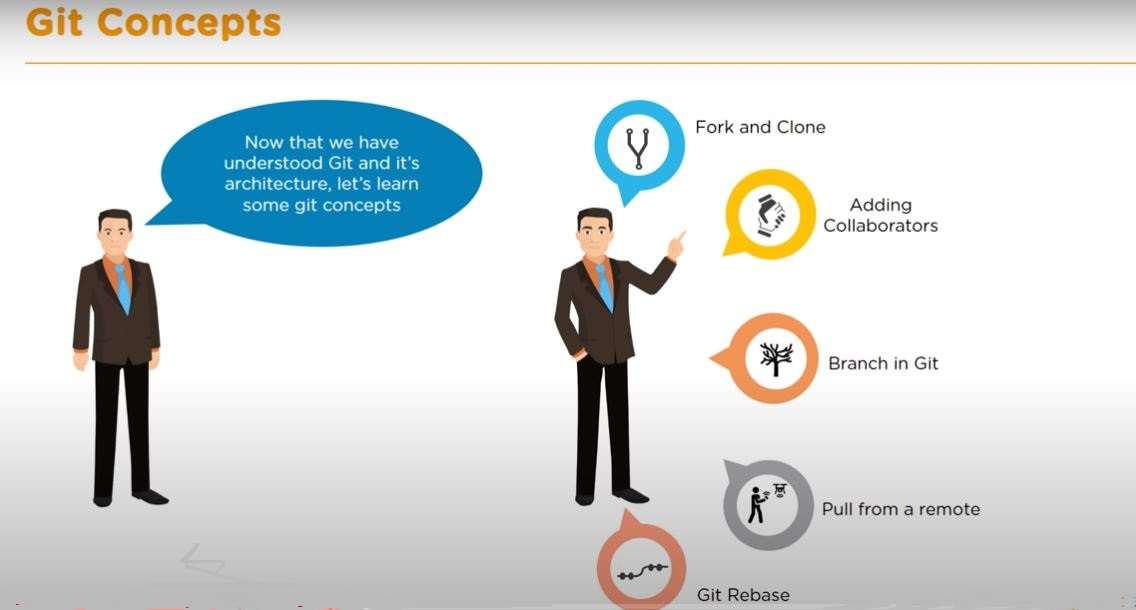 Git Concepts
Now that we have
understood Git and it's
architecture, let's learn
some git concepts
Fork and Clone
Adding
Collaborators
Branch in Git
Pull from a remote
Git Rebase